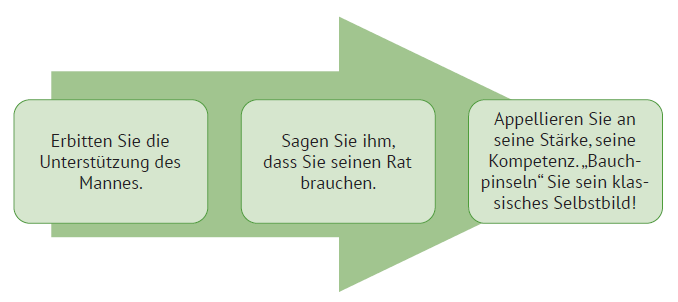 Erbitten Sie die
Unterstützung des
Mannes.
Sagen Sie ihm,
dass Sie seinen Rat
brauchen.
Appellieren Sie an
seine Stärke, seine
Kompetenz. „Bauch-
pinseln“ Sie sein klas-
sisches Selbstbild!